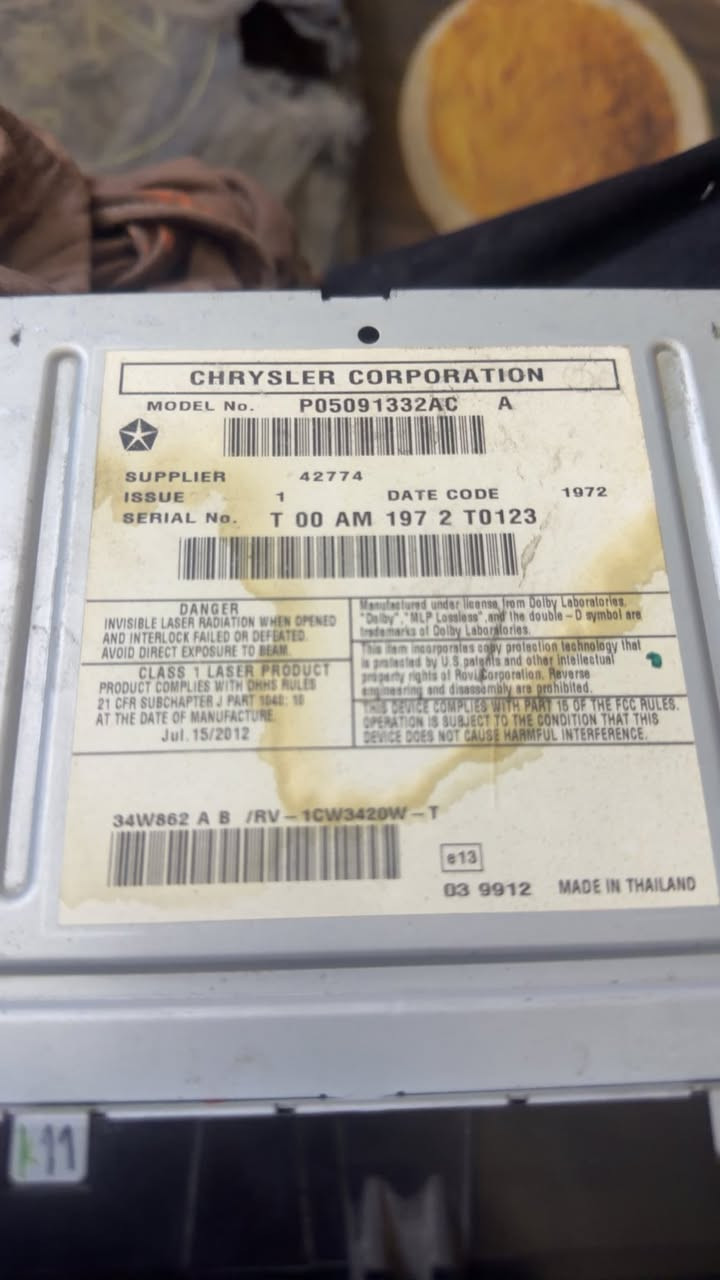 CHRYSLER CORPORATION
MODEL No. P05091332AC A
SUPPLIER 42774
ISSUE 1 DATE CODE 1972
SERIAL No. T 00 AM 197 2 T0123
DANGER
INVISIBLE LASER RADIATION WHEN OPENED
AND INTERLOCK FAILED OR DEFEATED.
AVOID DIRECT EXPOSURE TO BEAM.
CLASS 1 LASER PRODUCT
PRODUCT COMPLIES WITH DHHS RULES
21 CFR SUBCHAPTER J PART 1040: 10
AT THE DATE OF MANUFACTURE.
Jul.15/2012
Manufactured under license from Dolby Laboratories.
"Dolby", "MLP Lossless", and the double-D symbol are
trademarks of Dolby Laboratories.
This item incorporates copy protection technology that
is protected by U.S. patents and other intellectual
property rights of Rovi Corporation. Reverse
engineering and disassembly are prohibited.
THIS DEVICE COMPLIES WITH PART 15 OF THE FCC RULES.
OPERATION IS SUBJECT TO THE CONDITION THAT THIS
DEVICE DOES NOT CAUSE HARMFUL INTERFERENCE.
34W862 A B /RV-1CW3420W-T
e13
03 9912 MADE IN THAILAND